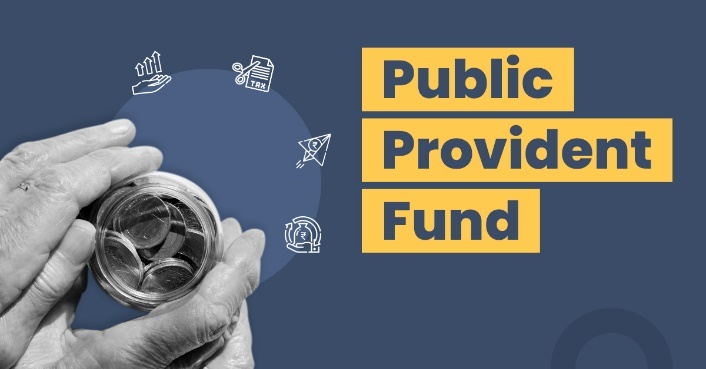 TAX
₹
₹
Public
Provident
Fund